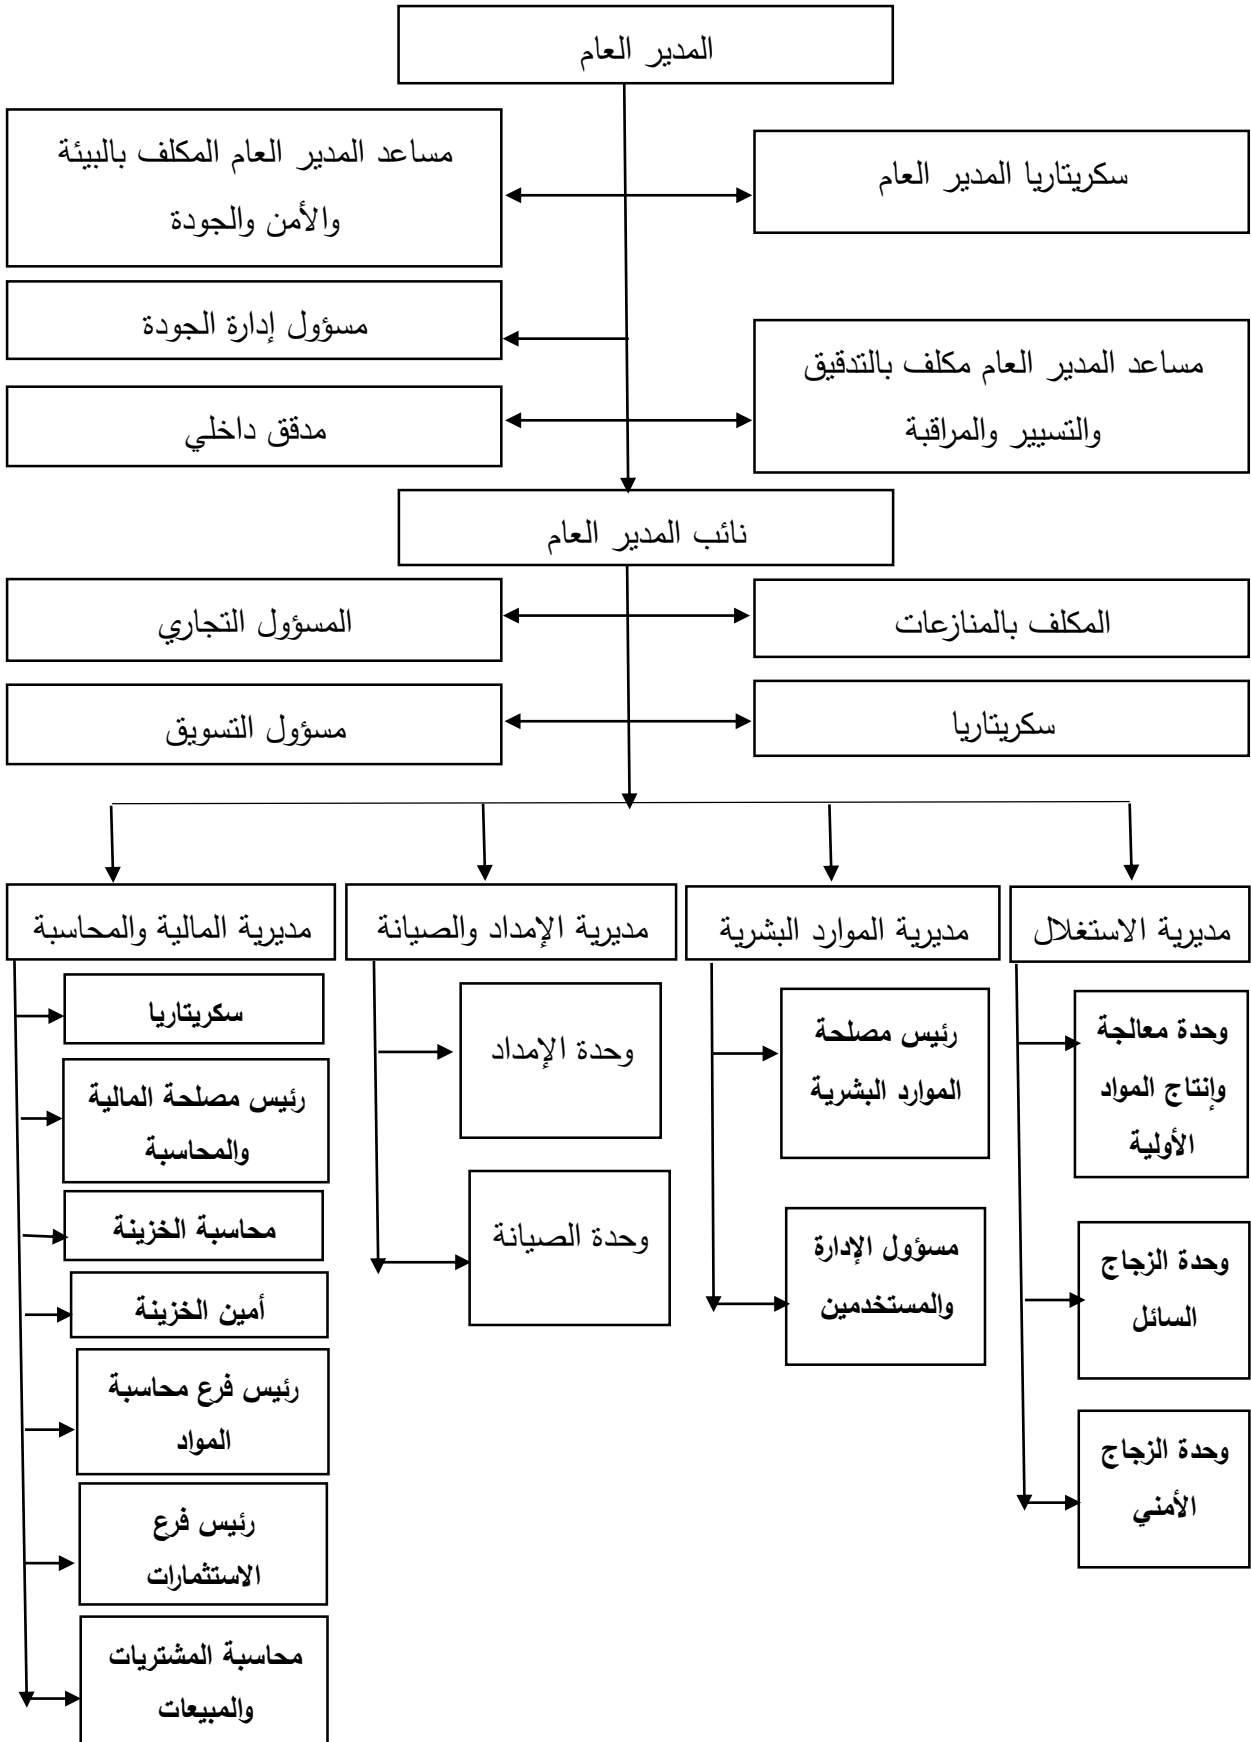 المدير العام
سكريتاريا المدير العام
مساعد المدير العام المكلف بالبيئة
والأمن والجودة
مسؤول إدارة الجودة
مساعد المدير العام مكلف بالتدقيق
والتسيير والمراقبة
مدقق داخلي
نائب المدير العام
المكلف بالمنازعات
المسؤول التجاري
سكريتاريا
مسؤول التسويق
مديرية الاستغلال
مديرية الموارد البشرية
مديرية الإمداد والصيانة
مديرية المالية والمحاسبة
وحدة معالجة
وإنتاج المواد
الأولية
وحدة الزجاج
السائل
وحدة الزجاج
الأمني
رئيس مصلحة
الموارد البشرية
مسؤول الإدارة
والمستخدمين
وحدة الإمداد
وحدة الصيانة
سكريتاريا
رئيس مصلحة المالية
والمحاسبة
محاسبة الخزينة
أمين الخزينة
رئيس فرع محاسبة
المواد
رئيس فرع
الاستثمارات
محاسبة المشتريات
والمبيعات